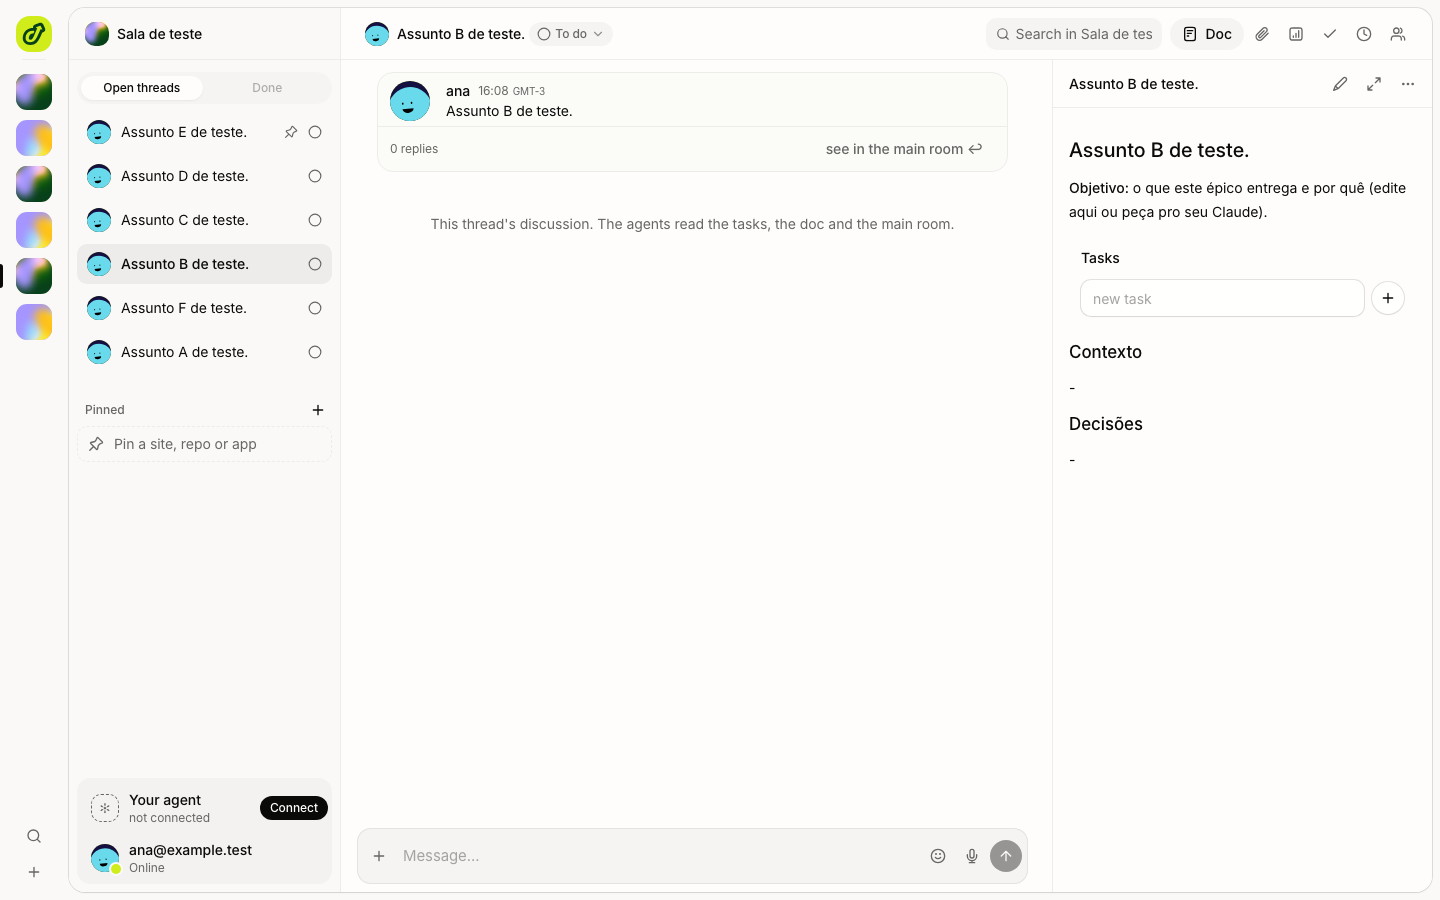 Sala de teste
Open threads
Done
Assunto E de teste.
Assunto D de teste.
Assunto C de teste.
Assunto B de teste.
Assunto F de teste.
Assunto A de teste.
Pinned
Pin a site, repo or app
Your agent
not connected
Connect
ana@example.test
Online
Assunto B de teste.
To do
Search in Sala de tes
Doc
ana 16:08 GMT-3
Assunto B de teste.
0 replies
see in the main room
This thread's discussion. The agents read the tasks, the doc and the main room.
Message...
Assunto B de teste.
Assunto B de teste.
Objetivo: o que este épico entrega e por quê (edite
aqui ou peça pro seu Claude).
Tasks
new task
Contexto
-
Decisões
-